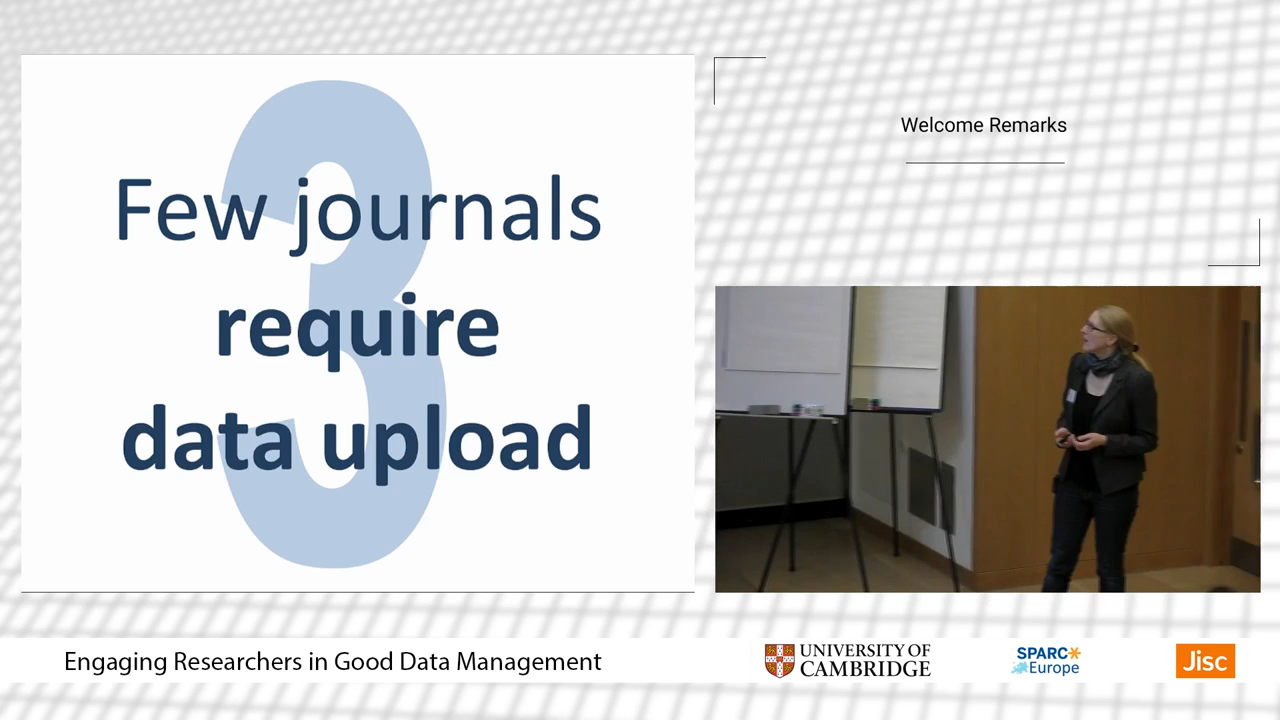 3
Few journals
require
data upload
Welcome Remarks
Engaging Researchers in Good Data Management
UNIVERSITY OF
CAMBRIDGE
SPARC
Europe
Jisc